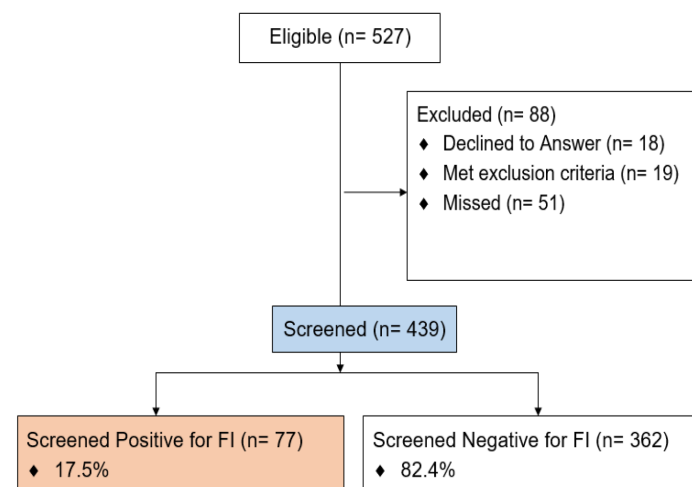 Eligible (n= 527)
Excluded (n= 88)
♦ Declined to Answer (n= 18)
♦ Met exclusion criteria (n= 19)
♦ Missed (n= 51)
Screened (n= 439)
Screened Positive for FI (n= 77)
♦ 17.5%
Screened Negative for FI (n= 362)
♦ 82.4%